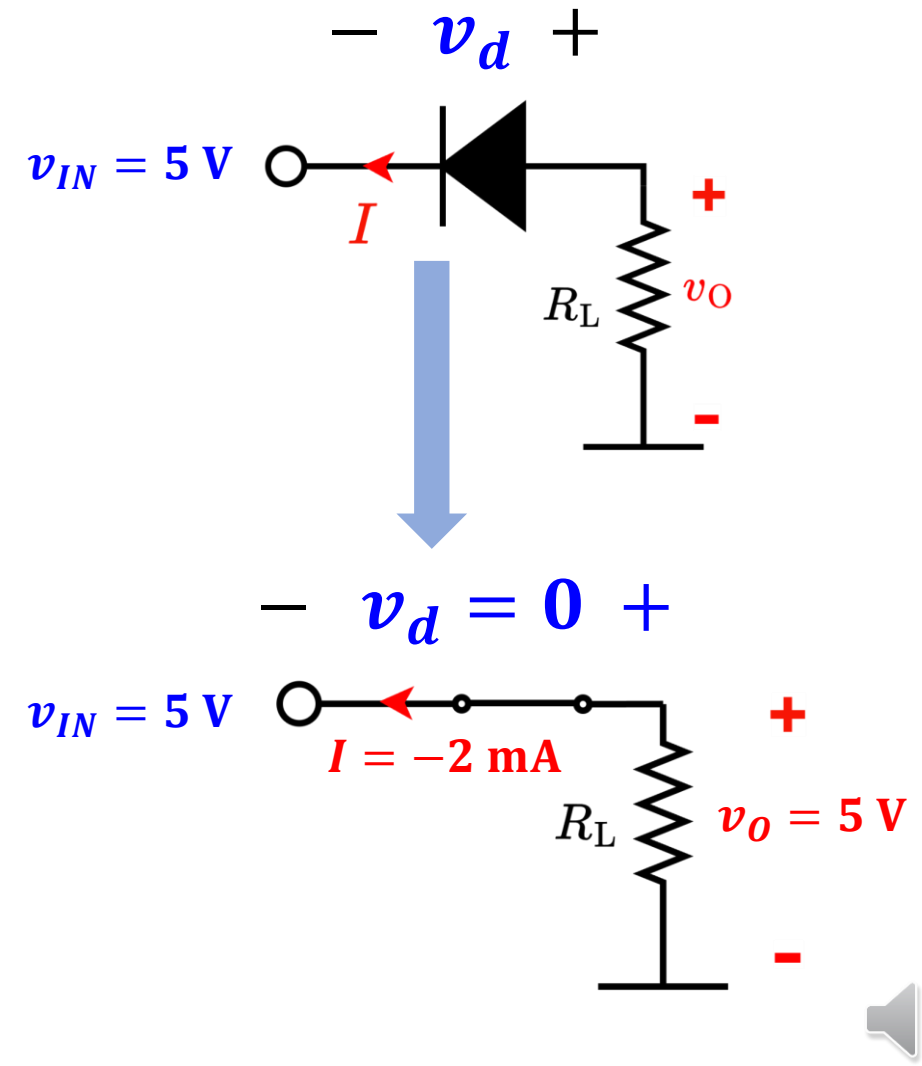 − v_d +
v_IN = 5 V
I
+
R_L
v_O
-
− v_d = 0 +
v_IN = 5 V
I = −2 mA
+
R_L
v_O = 5 V
-